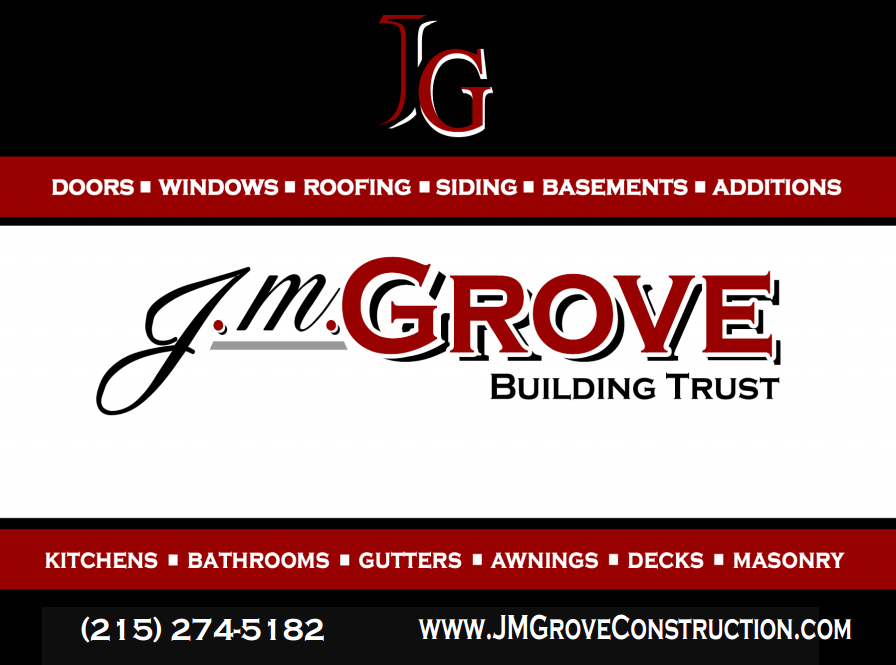 JG
DOORS ▪ WINDOWS ▪ ROOFING ▪ SIDING ▪ BASEMENTS ▪ ADDITIONS
J.M.GROVE
BUILDING TRUST
KITCHENS ▪ BATHROOMS ▪ GUTTERS ▪ AWNINGS ▪ DECKS ▪ MASONRY
(215) 274-5182 WWW.JMGROVECONSTRUCTION.COM